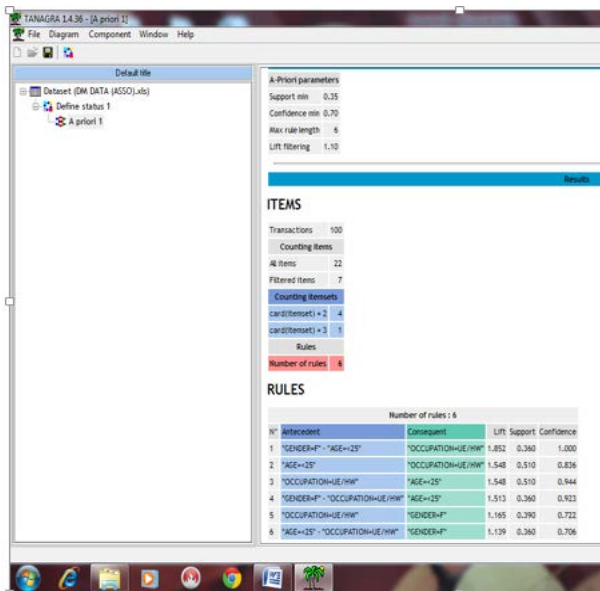 TANAGRA 1.4.36 - [A priori 1]
File Diagram Component Window Help
Default title
Dataset (DM DATA (ASSO).xls)
Define status 1
A priori 1
A-Priori parameters
Support min 0.35
Confidence min 0.70
Max rule length 6
Lift filtering 1.10
Results
ITEMS
Transactions 100
Counting items
All items 22
Filtered items 7
Counting itemsets
card(itemset) = 2 4
card(itemset) = 3 1
Rules
Number of rules 6
RULES
Number of rules : 6
N° Antecedent Consequent Lift Support Confidence
1 "GENDER=F" - "AGE=<25" "OCCUPATION=UE/HW" 1.852 0.360 1.000
2 "AGE=<25" "OCCUPATION=UE/HW" 1.548 0.510 0.836
3 "OCCUPATION=UE/HW" "AGE=<25" 1.548 0.510 0.944
4 "GENDER=F" - "OCCUPATION=UE/HW" "AGE=<25" 1.513 0.360 0.923
5 "OCCUPATION=UE/HW" "GENDER=F" 1.165 0.390 0.722
6 "AGE=<25" - "OCCUPATION=UE/HW" "GENDER=F" 1.139 0.360 0.706